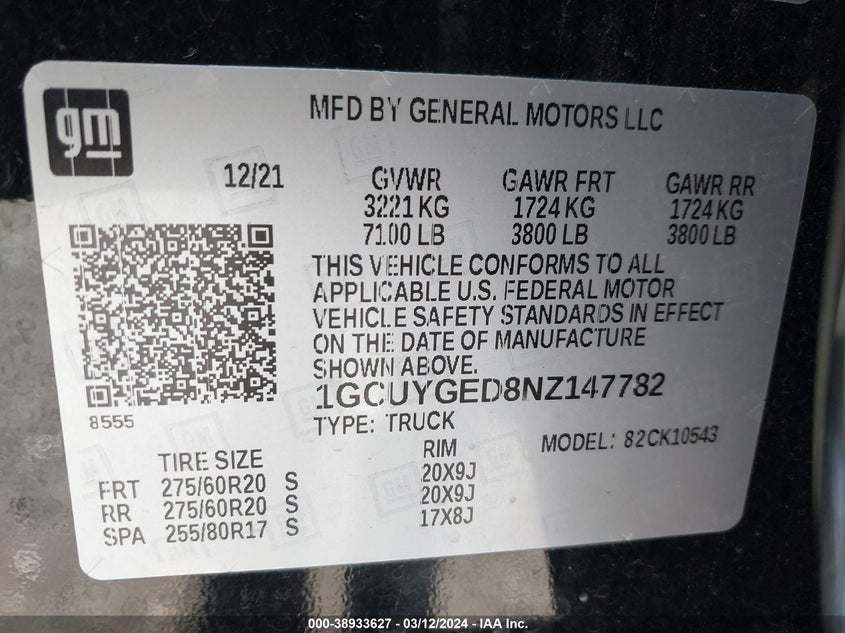 gm
MFD BY GENERAL MOTORS LLC
12/21 GVWR GAWR FRT GAWR RR
3221 KG 1724 KG 1724 KG
7100 LB 3800 LB 3800 LB
THIS VEHICLE CONFORMS TO ALL
APPLICABLE U.S. FEDERAL MOTOR
VEHICLE SAFETY STANDARDS IN EFFECT
ON THE DATE OF MANUFACTURE
SHOWN ABOVE.
1GCUYGED8NZ147782
8555
TYPE: TRUCK
MODEL: 82CK10543
TIRE SIZE RIM
FRT 275/60R20 S 20X9J
RR 275/60R20 S 20X9J
SPA 255/80R17 S 17X8J
000-38933627 - 03/12/2024 - © IAA, Inc.